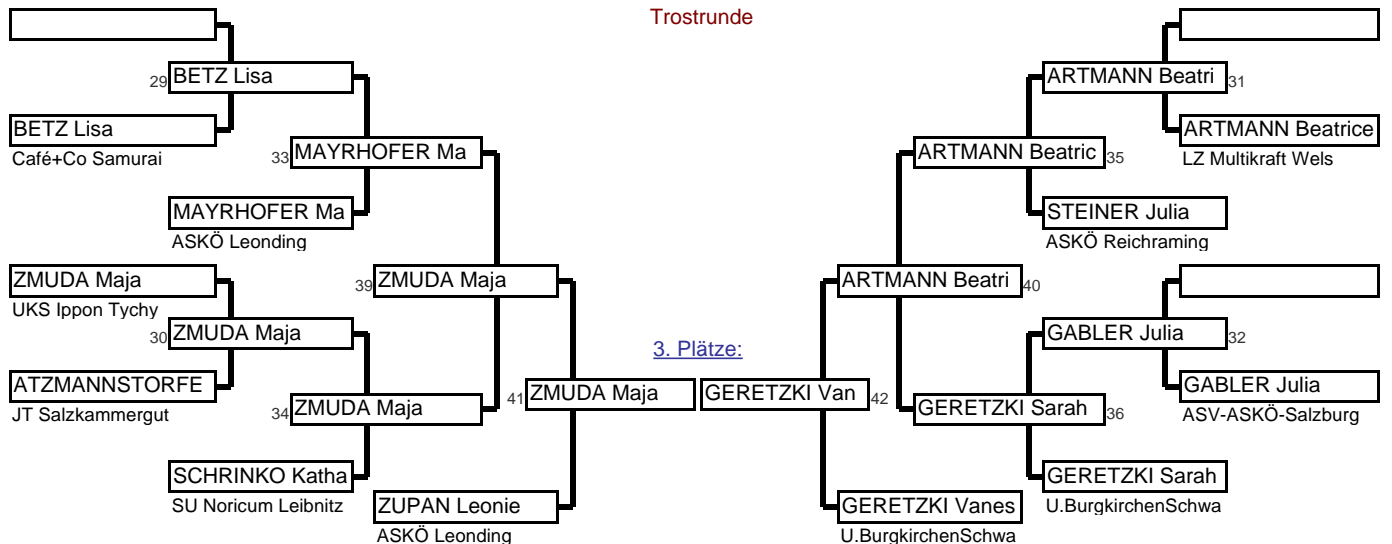 Trostrunde
29 BETZ Lisa
BETZ Lisa
Café+Co Samurai
33 MAYRHOFER Ma
MAYRHOFER Ma
ASKÖ Leonding
ZMUDA Maja
UKS Ippon Tychy
39 ZMUDA Maja
30 ZMUDA Maja
ATZMANNSTORFE
JT Salzkammergut
34 ZMUDA Maja
SCHRINKO Katha
SU Noricum Leibnitz
ZUPAN Leonie
ASKÖ Leonding
3. Plätze:
41 ZMUDA Maja
GERETZKI Van 42
ARTMANN Beatri 31
ARTMANN Beatrice
LZ Multikraft Wels
ARTMANN Beatric 35
STEINER Julia
ASKÖ Reichraming
ARTMANN Beatri 40
GABLER Julia 32
GABLER Julia
ASV-ASKÖ-Salzburg
GERETZKI Sarah 36
GERETZKI Sarah
U.BurgkirchenSchwa
GERETZKI Vanes
U.BurgkirchenSchwa